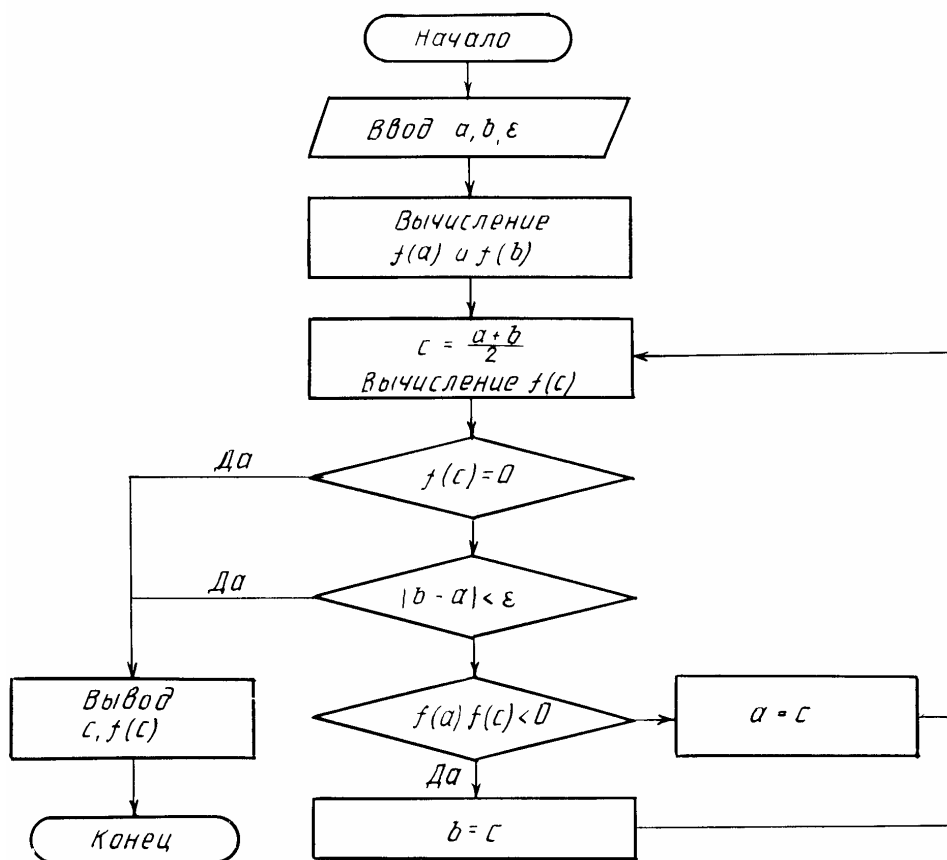 Начало
Ввод a, b, ε
Вычисление
f(a) и f(b)
c = (a + b)/2
Вычисление f(c)
Да
f(c) = 0
Да
|b - a| < ε
Вывод
c, f(c)
f(a) f(c) < 0
a = c
Да
Конец
b = c